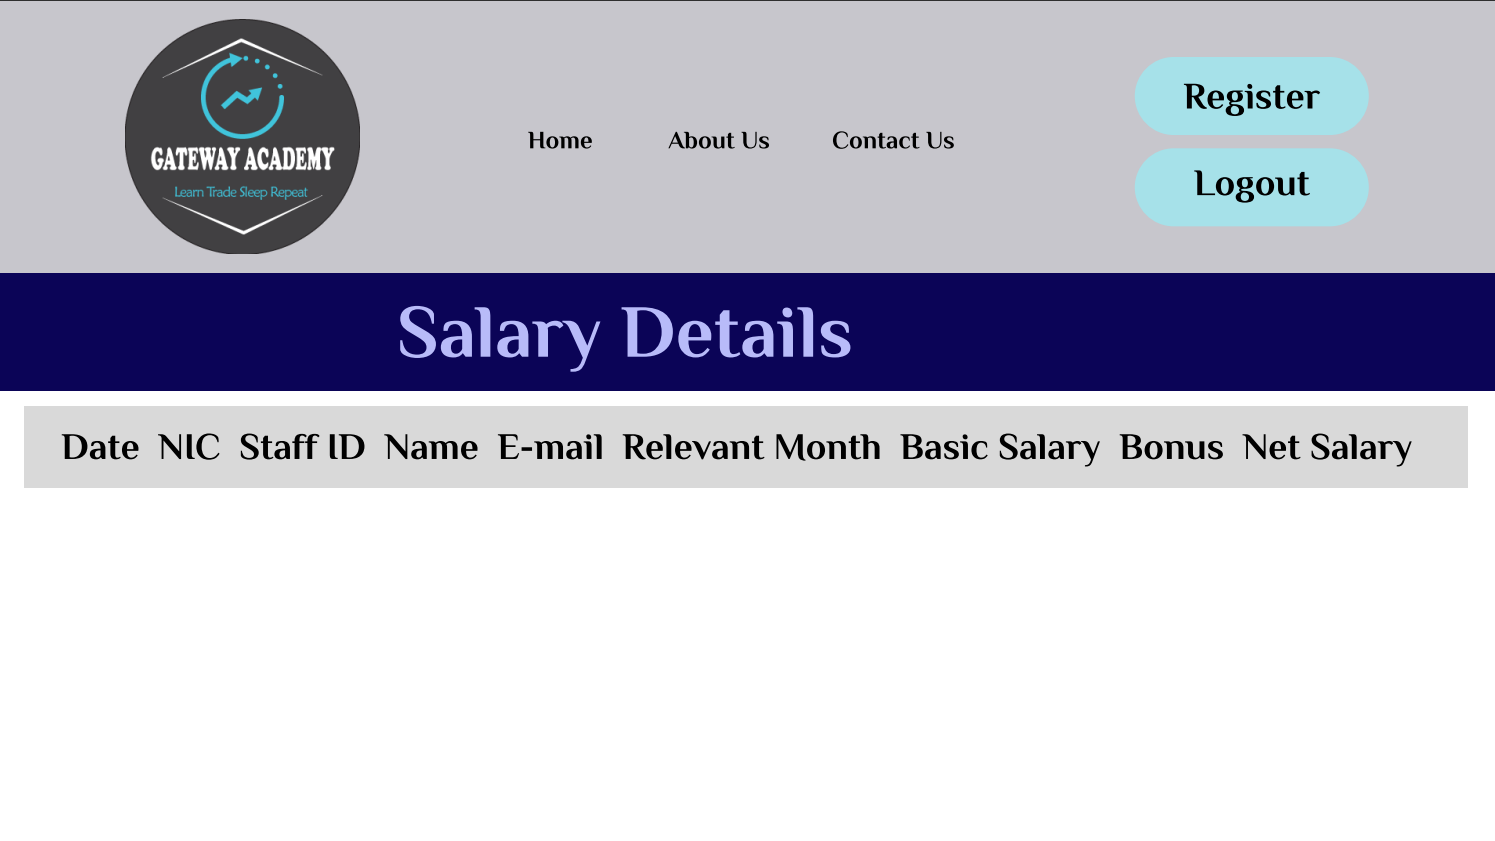 GATEWAY ACADEMY
Learn Trade Sleep Repeat
Home About Us Contact Us
Register
Logout
Salary Details
Date NIC Staff ID Name E-mail Relevant Month Basic Salary Bonus Net Salary